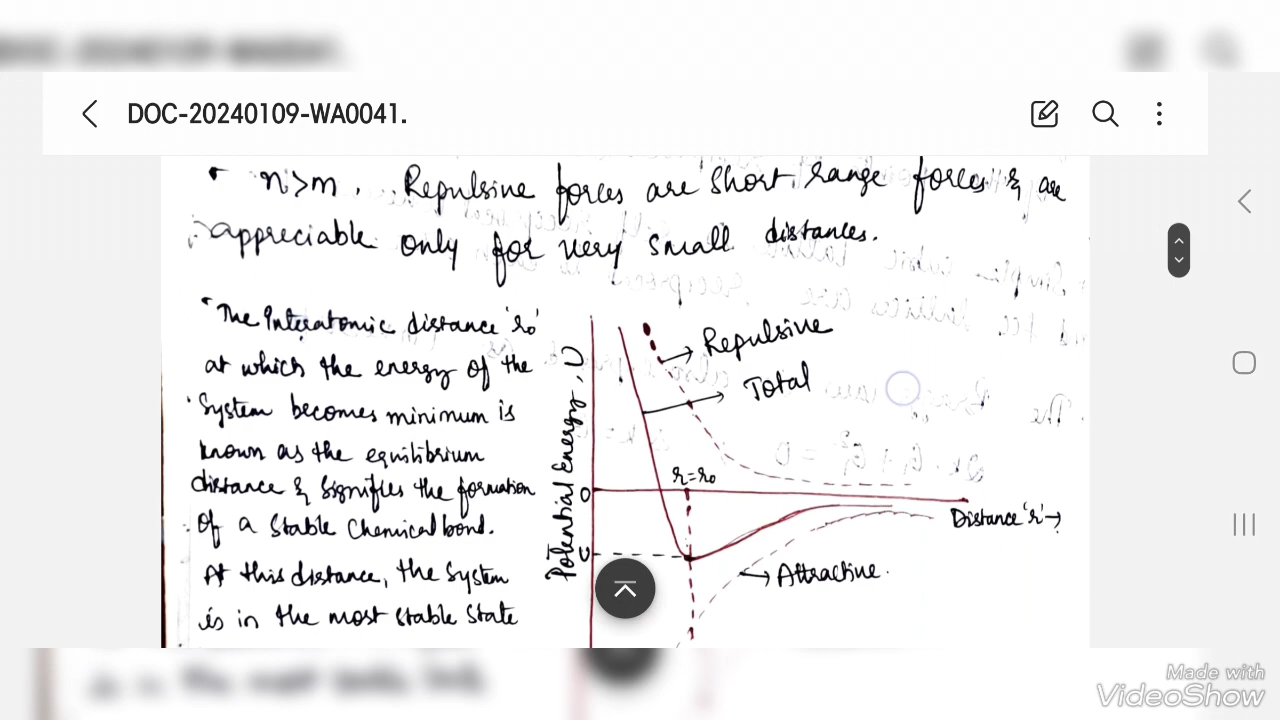 DOC-20240109-WA0041.
• n>m. Repulsive forces are short range forces & are
appreciable only for very small distances.
• The Interatomic distance 'r₀'
at which the energy of the
System becomes minimum is
known as the equilibrium
distance & signifies the formation
of a stable Chemical bond.
At this distance, the System
is in the most stable state
Potential Energy, U
Repulsive
Total
r=r₀
0
Distance 'r'→
U
→ Attractive.
Made with
VideoShow